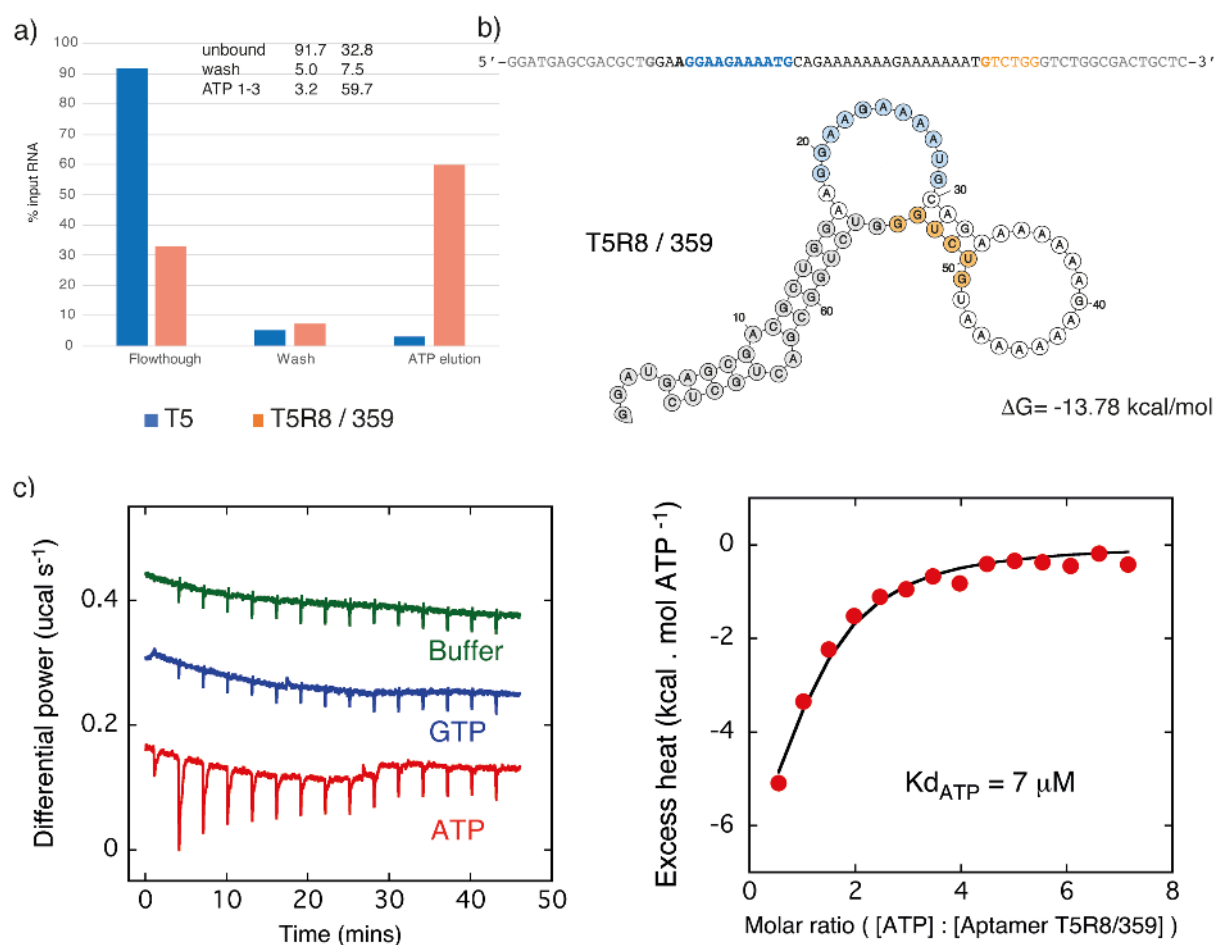 a)
100
90
80
70
60
50
40
30
20
10
0
% input RNA
unbound 91.7 32.8
wash 5.0 7.5
ATP 1-3 3.2 59.7
Flowthough Wash ATP elution
T5 T5R8 / 359
b)
5'-GGATGAGCGACGCTGGAAGGAAGAAAATGCAGAAAAAAAGAAAAAAATGTCTGGGTCTGGCGACTGCTC-3'
T5R8 / 359
10
20
30
40
50
60
ΔG= -13.78 kcal/mol
c)
Differential power (ucal s⁻¹)
0.4
0.2
0
Buffer
GTP
ATP
0 10 20 30 40 50
Time (mins)
Excess heat (kcal . mol ATP ⁻¹)
0
-2
-4
-6
Kd ATP = 7 μM
0 2 4 6 8
Molar ratio ( [ATP] : [Aptamer T5R8/359] )